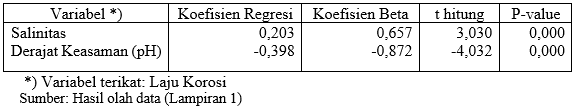 Variabel *) Koefisien Regresi Koefisien Beta t hitung P-value
Salinitas 0,203 0,657 3,030 0,000
Derajat Keasaman (pH) -0,398 -0,872 -4,032 0,000
*) Variabel terikat: Laju Korosi
Sumber: Hasil olah data (Lampiran 1)